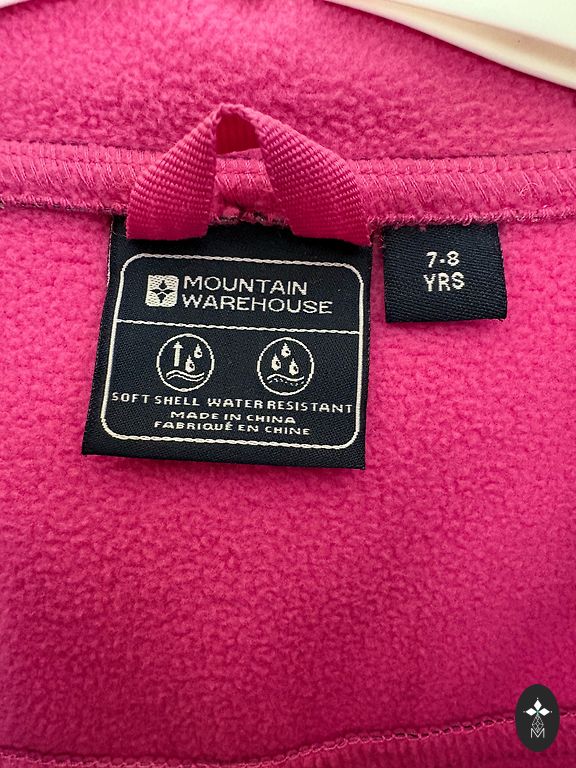 MOUNTAIN
WAREHOUSE
SOFT SHELL WATER RESISTANT
MADE IN CHINA
FABRIQUÉ EN CHINE
7-8
YRS
M